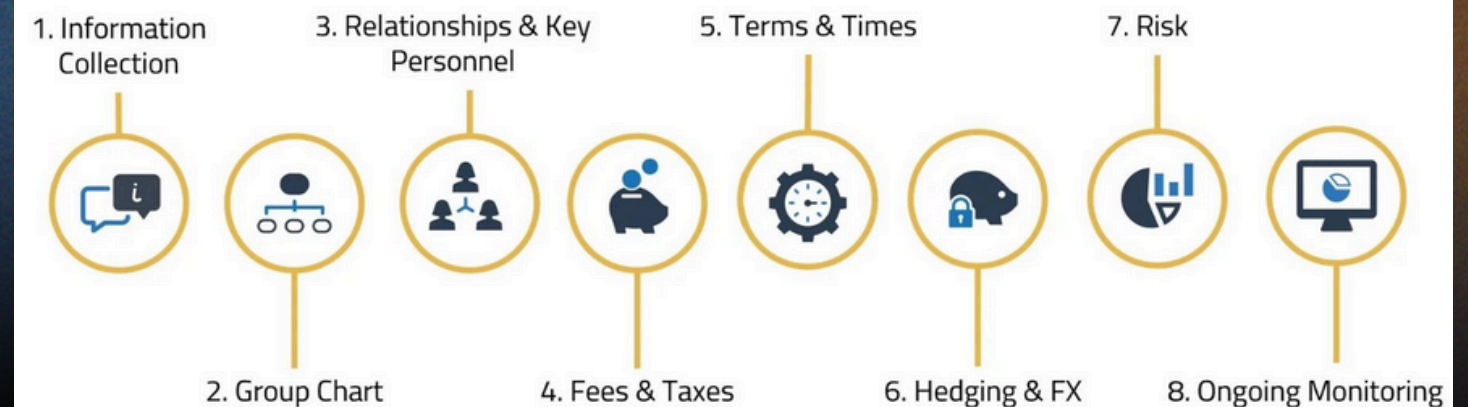 1. Information
Collection
2. Group Chart
3. Relationships & Key
Personnel
4. Fees & Taxes
5. Terms & Times
6. Hedging & FX
7. Risk
8. Ongoing Monitoring
i